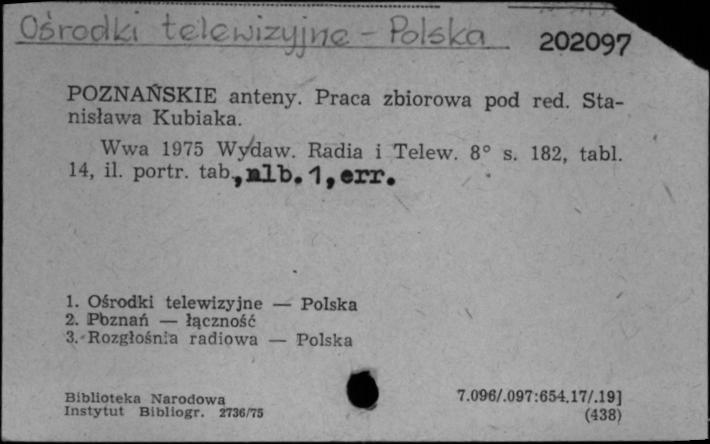 Ośrodki telewizyjne - Polska 202097
POZNAŃSKIE anteny. Praca zbiorowa pod red. Sta-
nisława Kubiaka.
Wwa 1975 Wydaw. Radia i Telew. 8° s. 182, tabl.
14, il. portr. tab., nlb. 1, err.
1. Ośrodki telewizyjne — Polska
2. Poznań — łączność
3. Rozgłośnia radiowa — Polska
Biblioteka Narodowa 7.096/.097:654.17/.19]
Instytut Bibliogr. 2736/75 (438)